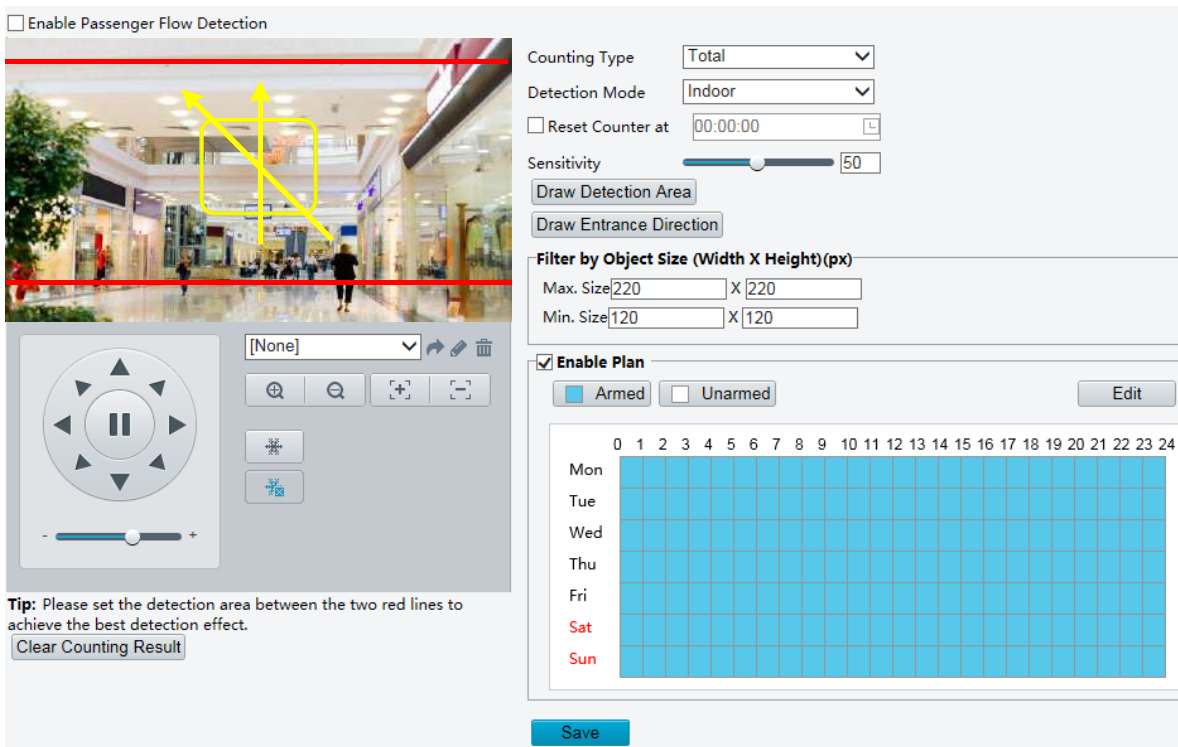 Enable Passenger Flow Detection
Counting Type Total
Detection Mode Indoor
Reset Counter at 00:00:00
Sensitivity 50
Draw Detection Area
Draw Entrance Direction
Filter by Object Size (Width X Height)(px)
Max. Size 220 X 220
Min. Size 120 X 120
[None]
- +
Tip: Please set the detection area between the two red lines to
achieve the best detection effect.
Clear Counting Result
Enable Plan
Armed Unarmed Edit
0 1 2 3 4 5 6 7 8 9 10 11 12 13 14 15 16 17 18 19 20 21 22 23 24
Mon
Tue
Wed
Thu
Fri
Sat
Sun
Save